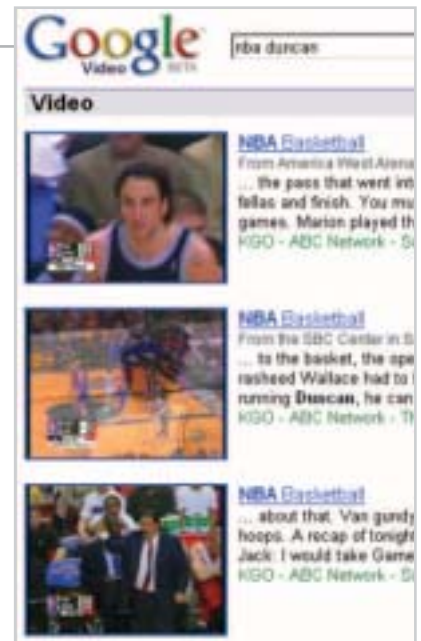 Google
Video BETA
nba duncan
Video
NBA Basketball
From America West Arena
... the pass that went int
fellas and finish. You mu
games. Marion played th
KGO - ABC Network - S
NBA Basketball
From the SBC Center in S
... to the basket, the ope
rasheed Wallace had to
running Duncan, he can
KGO - ABC Network - Th
NBA Basketball
... about that. Van gundy
hoops. A recap of tonigh
Jack: I would take Game
KGO - ABC Network - S